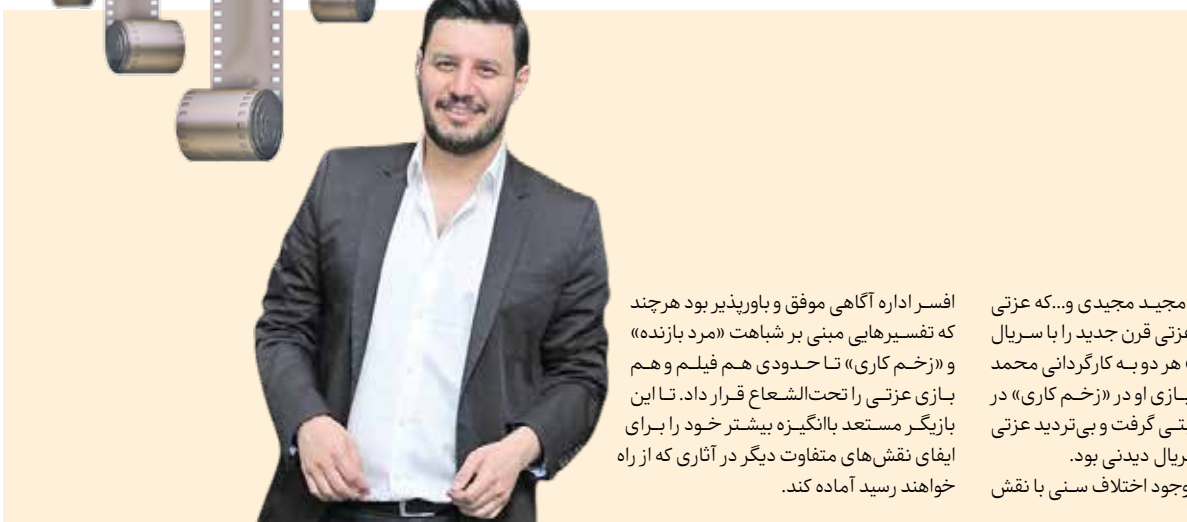 مجید مجیدی و...که عزتی
عزتی قرن جدید را با سریال
هر دو به کارگردانی محمد
بازی او در «زخم کاری» در
گرفت و بی‌تردید عزتی
دیدنی بود.
وجود اختلاف سنی با نقش
افسر اداره آگاهی موفق و باورپذیر بود هرچند
که تفسیرهایی مبنی بر شباهت «مرد بازنده»
و «زخم کاری» تا حدودی هم فیلم و هم
بازی عزتی را تحت‌الشعاع قرار داد. تا این
بازیگر مستعد باانگیزه بیشتر خود را برای
ایفای نقش‌های متفاوت دیگر در آثاری که از راه
خواهند رسید آماده کند.